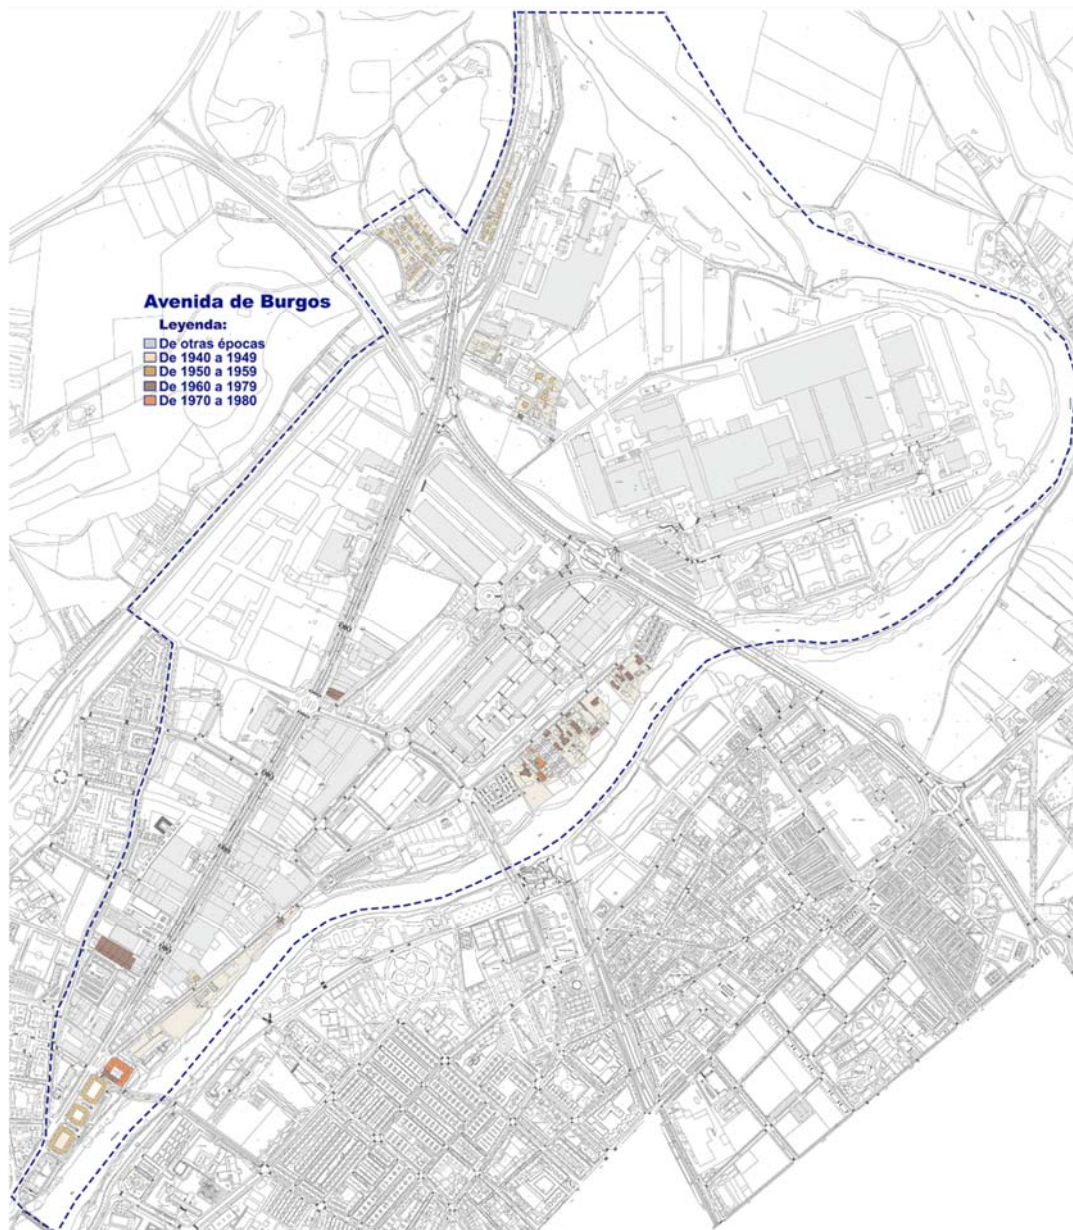 Avenida de Burgos
Leyenda:
De otras épocas
De 1940 a 1949
De 1950 a 1959
De 1960 a 1979
De 1970 a 1980